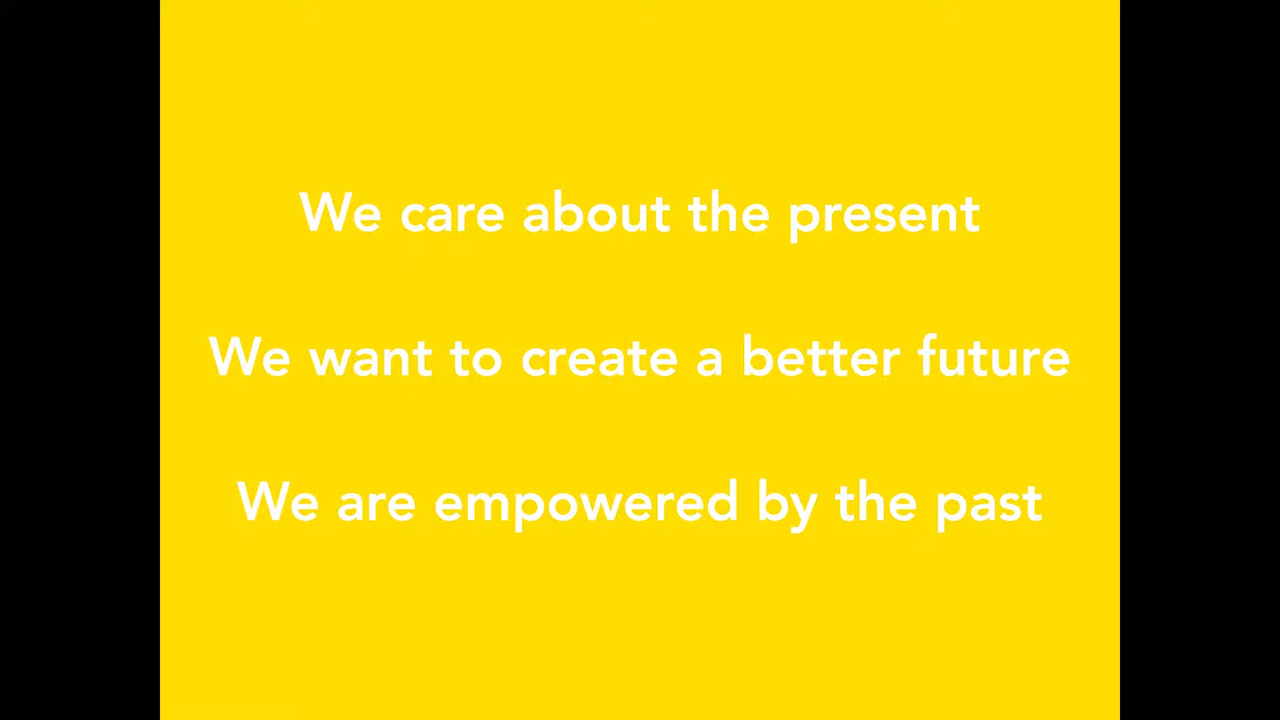 We care about the present
We want to create a better future
We are empowered by the past